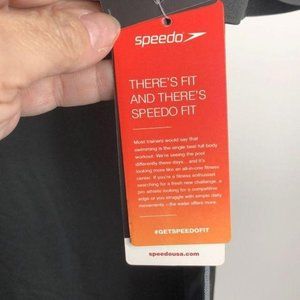 speedo
THERE'S FIT
AND THERE'S
SPEEDO FIT
Most trainers would say that
swimming is the single best full body
workout. We're seeing the pool
differently these days... and it's
looking more like an all-in-one fitness
center. If you're a fitness enthusiast
searching for a fresh new challenge, a
pro athlete looking for a competitive
edge or you struggle with simple daily
movements – the water offers more.
#GETSPEEDOFIT
speedousa.com